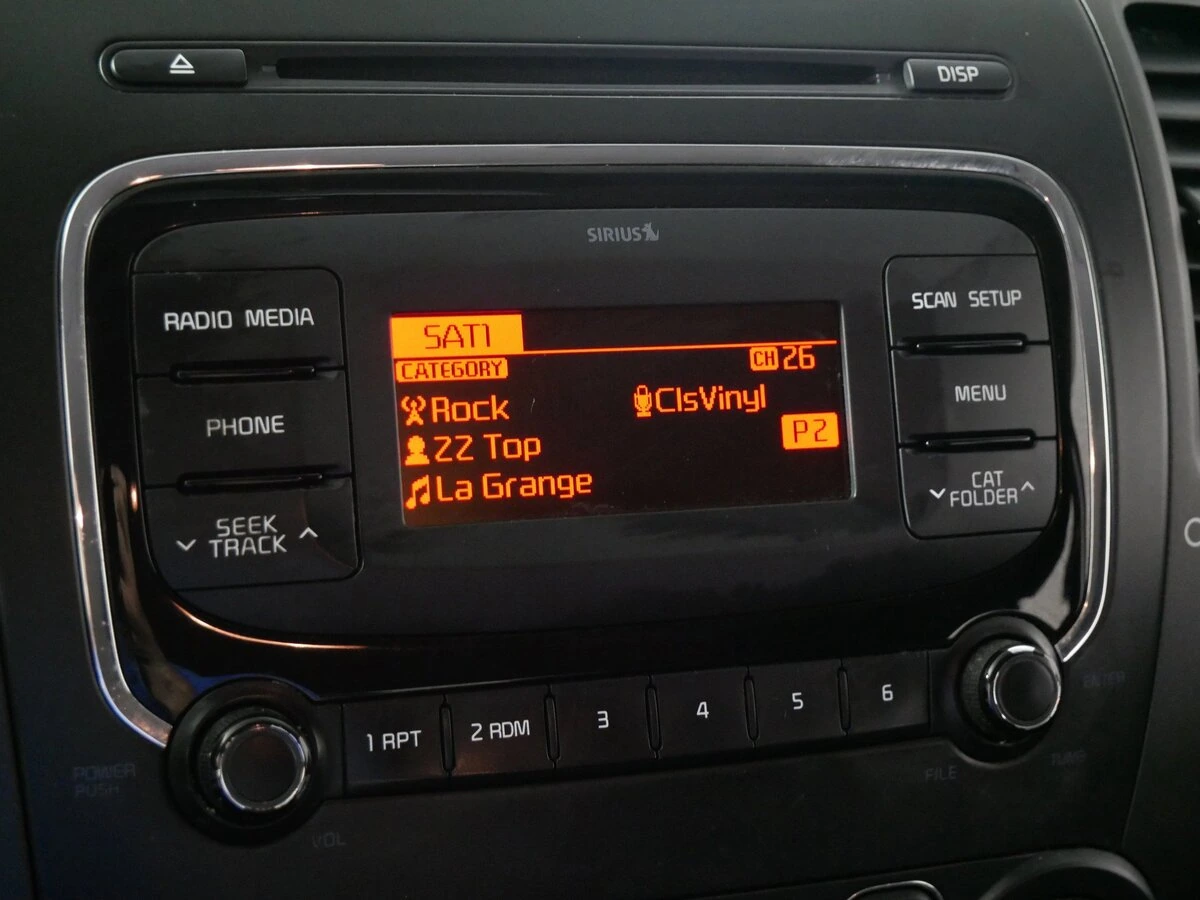 DISP
SIRIUS
RADIO MEDIA
SCAN SETUP
SAT1
CATEGORY
CH 26
Rock
ClsVinyl
PHONE
MENU
ZZ Top
P2
La Grange
SEEK
TRACK
CAT
FOLDER
1 RPT
2 RDM
3
4
5
6
POWER
PUSH
VOL
FILE
TUNE
ENTER